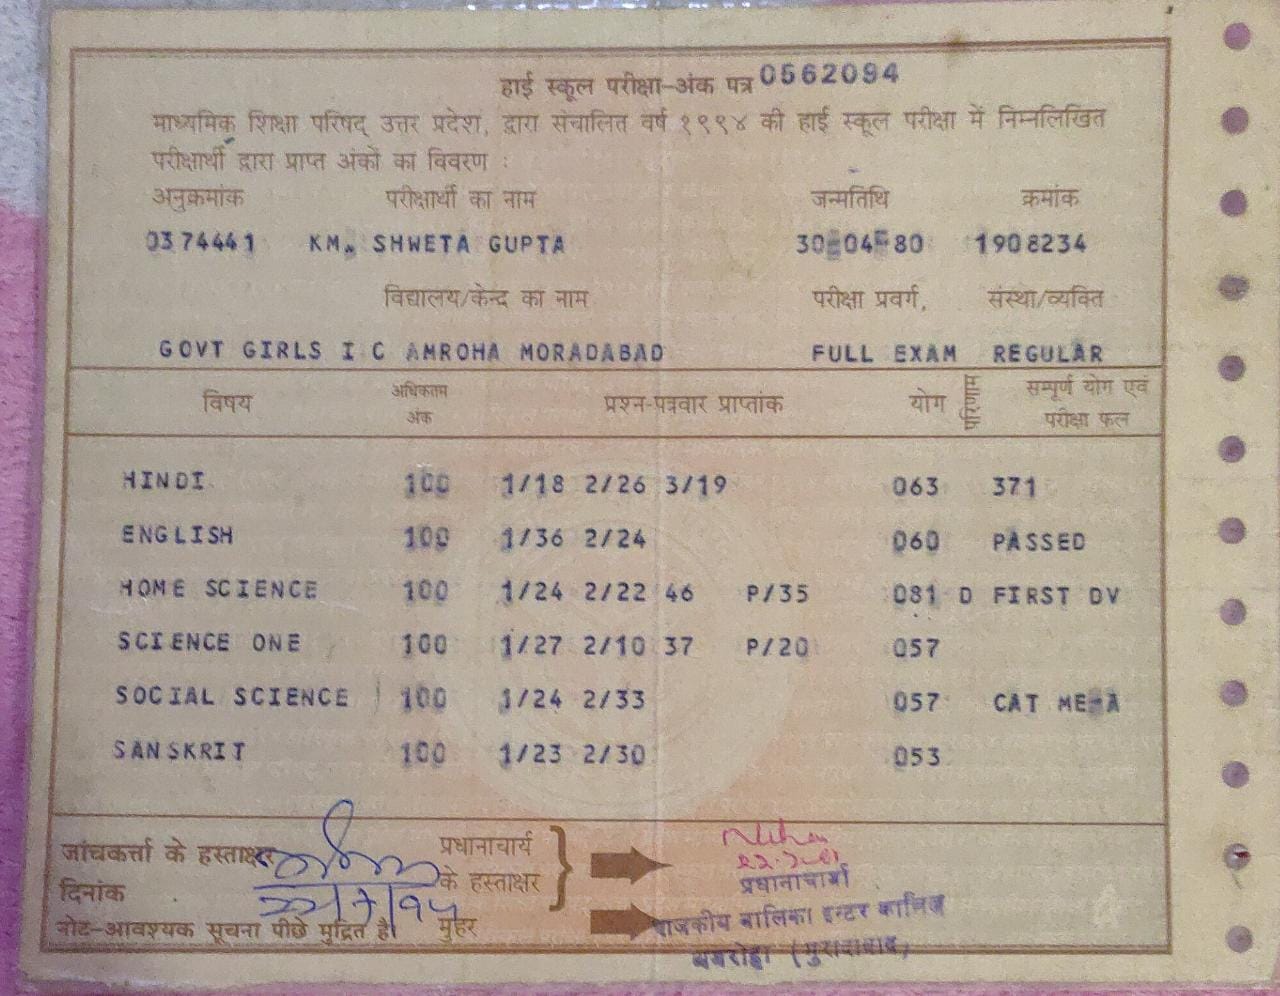 हाई स्कूल परीक्षा-अंक पत्र 0562094
माध्यमिक शिक्षा परिषद् उत्तर प्रदेश, द्वारा संचालित वर्ष १९९४ की हाई स्कूल परीक्षा में निम्नलिखित
परीक्षार्थी द्वारा प्राप्त अंकों का विवरण :
अनुक्रमांक परीक्षार्थी का नाम जन्मतिथि क्रमांक
0374441 KM. SHWETA GUPTA 30-04-80 1908234
विद्यालय/केन्द का नाम परीक्षा प्रवर्ग. संस्था/व्यक्ति
GOVT GIRLS I C AMROHA MORADABAD FULL EXAM REGULAR
विषय अधिकतम अंक प्रश्न-पत्रवार प्राप्तांक योग परिणाम सम्पूर्ण योग एवं परीक्षा फल
HINDI 100 1/18 2/26 3/19 063 371
ENGLISH 100 1/36 2/24 060 PASSED
HOME SCIENCE 100 1/24 2/22 46 P/35 081 D FIRST DV
SCIENCE ONE 100 1/27 2/10 37 P/20 057
SOCIAL SCIENCE 100 1/24 2/33 057 CAT ME-A
SANSKRIT 100 1/23 2/30 053
जांचकर्त्ता के हस्ताक्षर प्रधानाचार्य
दिनांक के हस्ताक्षर प्रधानाचार्या
नोट-आवश्यक सूचना पीछे मुद्रित है मुहर राजकीय बालिका इन्टर कालिज
अमरोहा (मुरादाबाद)